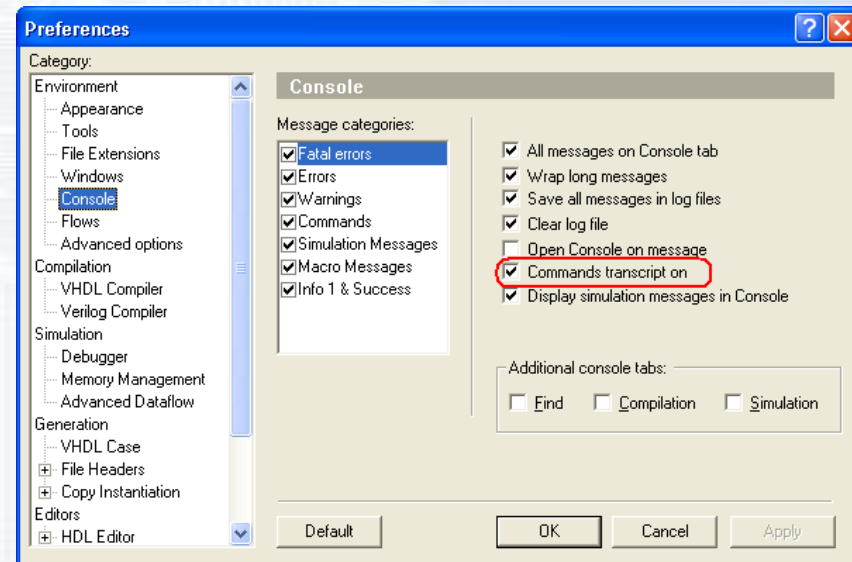 Preferences
Category:
Environment
Appearance
Tools
File Extensions
Windows
Console
Flows
Advanced options
Compilation
VHDL Compiler
Verilog Compiler
Simulation
Debugger
Memory Management
Advanced Dataflow
Generation
VHDL Case
File Headers
Copy Instantiation
Editors
HDL Editor
Console
Message categories:
Fatal errors
Errors
Warnings
Commands
Simulation Messages
Macro Messages
Info 1 & Success
All messages on Console tab
Wrap long messages
Save all messages in log files
Clear log file
Open Console on message
Commands transcript on
Display simulation messages in Console
Additional console tabs:
Find Compilation Simulation
Default OK Cancel Apply